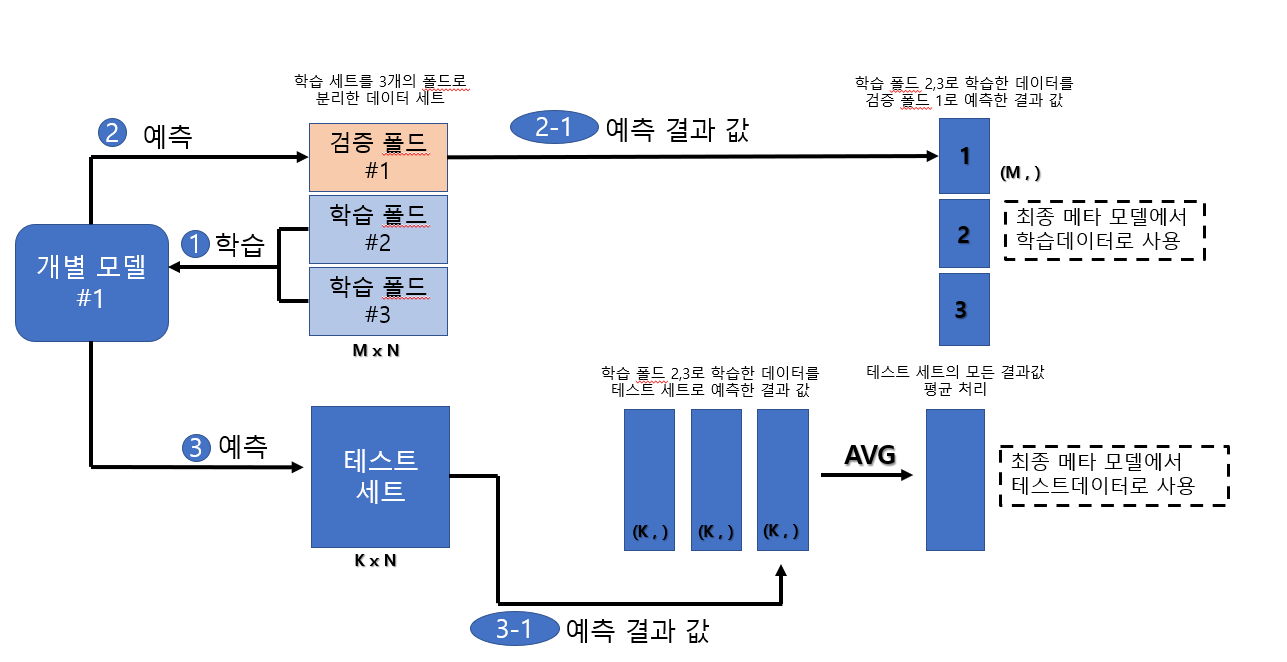 학습 세트를 3개의 폴드로
분리한 데이터 세트
학습 폴드 2,3로 학습한 데이터를
검증 폴드 1로 예측한 결과 값
2 예측
검증 폴드
#1
2-1 예측 결과 값
1
(M , )
학습 폴드
#2
1 학습
2
최종 메타 모델에서
학습데이터로 사용
개별 모델
#1
학습 폴드
#3
3
M x N
학습 폴드 2,3로 학습한 데이터를
테스트 세트로 예측한 결과 값
테스트 세트의 모든 결과값
평균 처리
3 예측
테스트
세트
AVG
최종 메타 모델에서
테스트데이터로 사용
(K , )
(K , )
(K , )
K x N
3-1 예측 결과 값